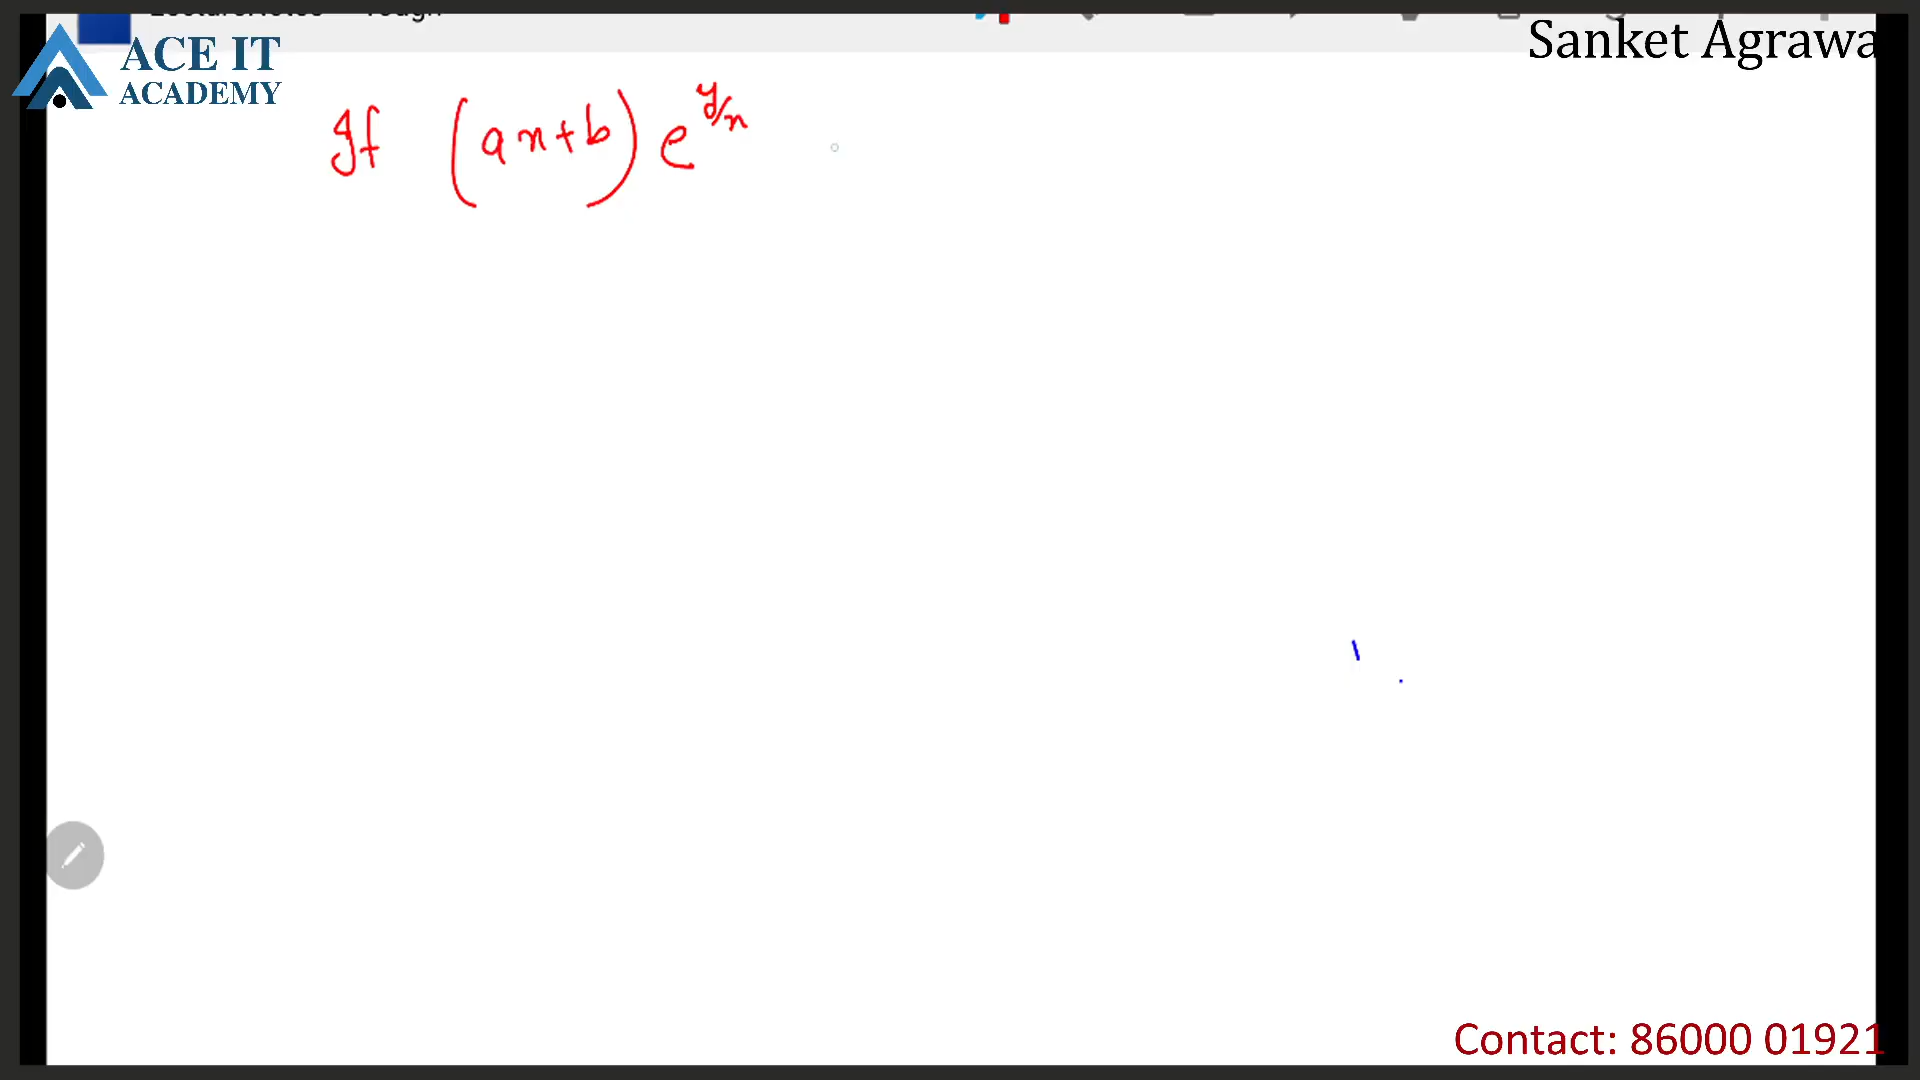 ACE IT
ACADEMY
Sanket Agrawa
If (ax+b) e^{y/x}
Contact: 86000 01921